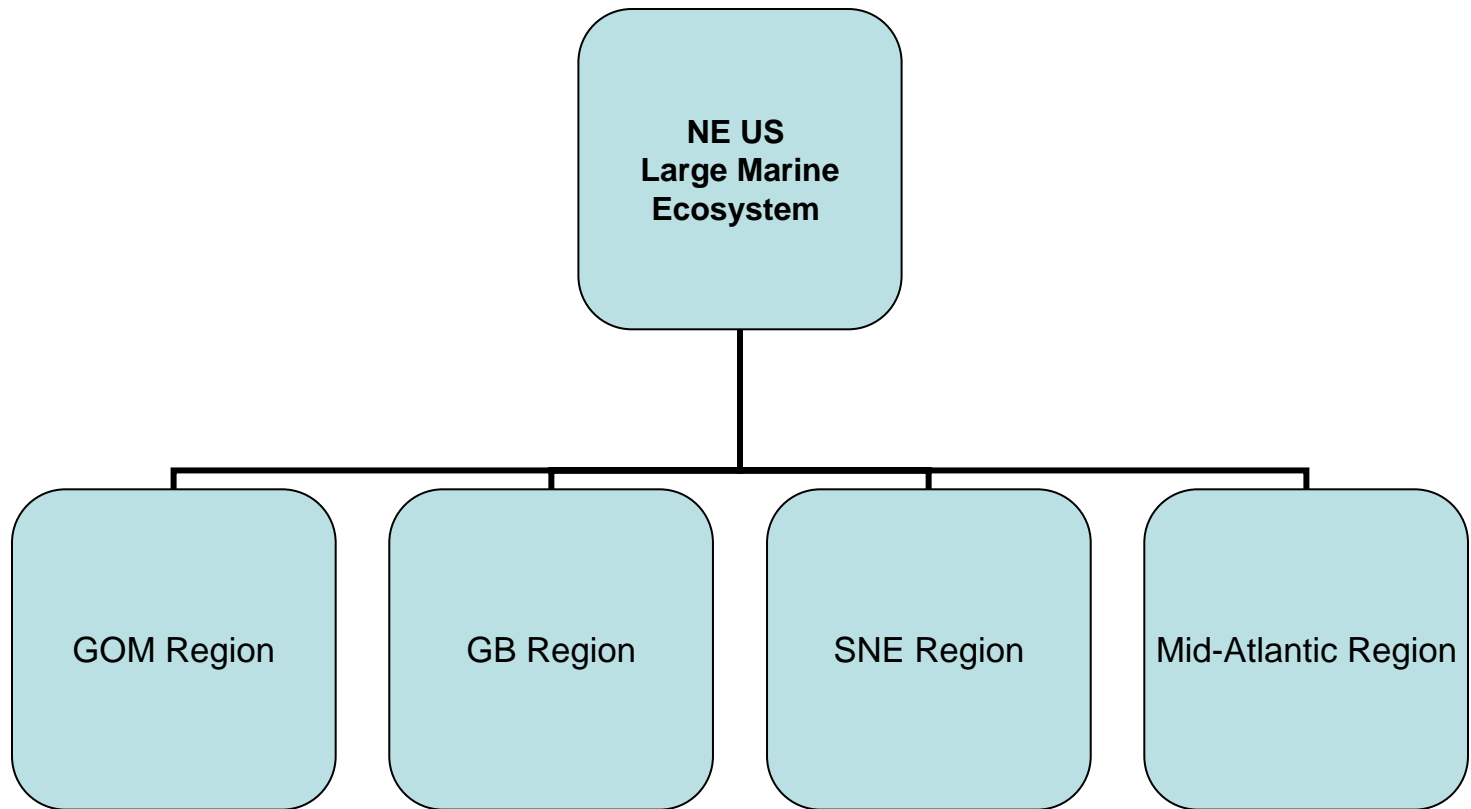 NE US
Large Marine
Ecosystem
GOM Region
GB Region
SNE Region
Mid-Atlantic Region